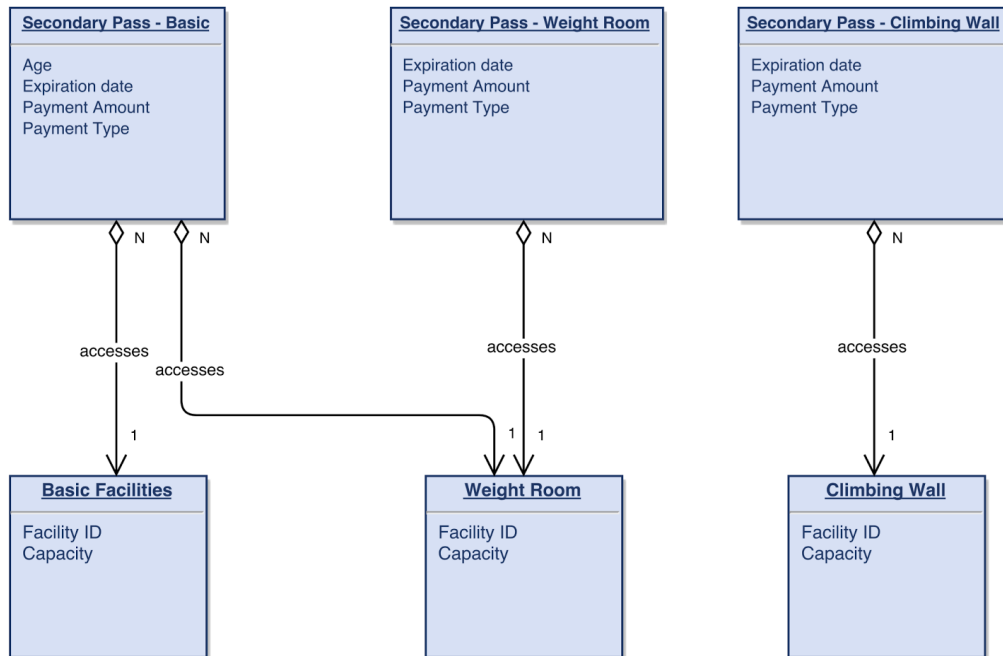 Secondary Pass - Basic
Age
Expiration date
Payment Amount
Payment Type
Secondary Pass - Weight Room
Expiration date
Payment Amount
Payment Type
Secondary Pass - Climbing Wall
Expiration date
Payment Amount
Payment Type
N
N
N
N
accesses
accesses
accesses
accesses
1
1
1
1
Basic Facilities
Facility ID
Capacity
Weight Room
Facility ID
Capacity
Climbing Wall
Facility ID
Capacity